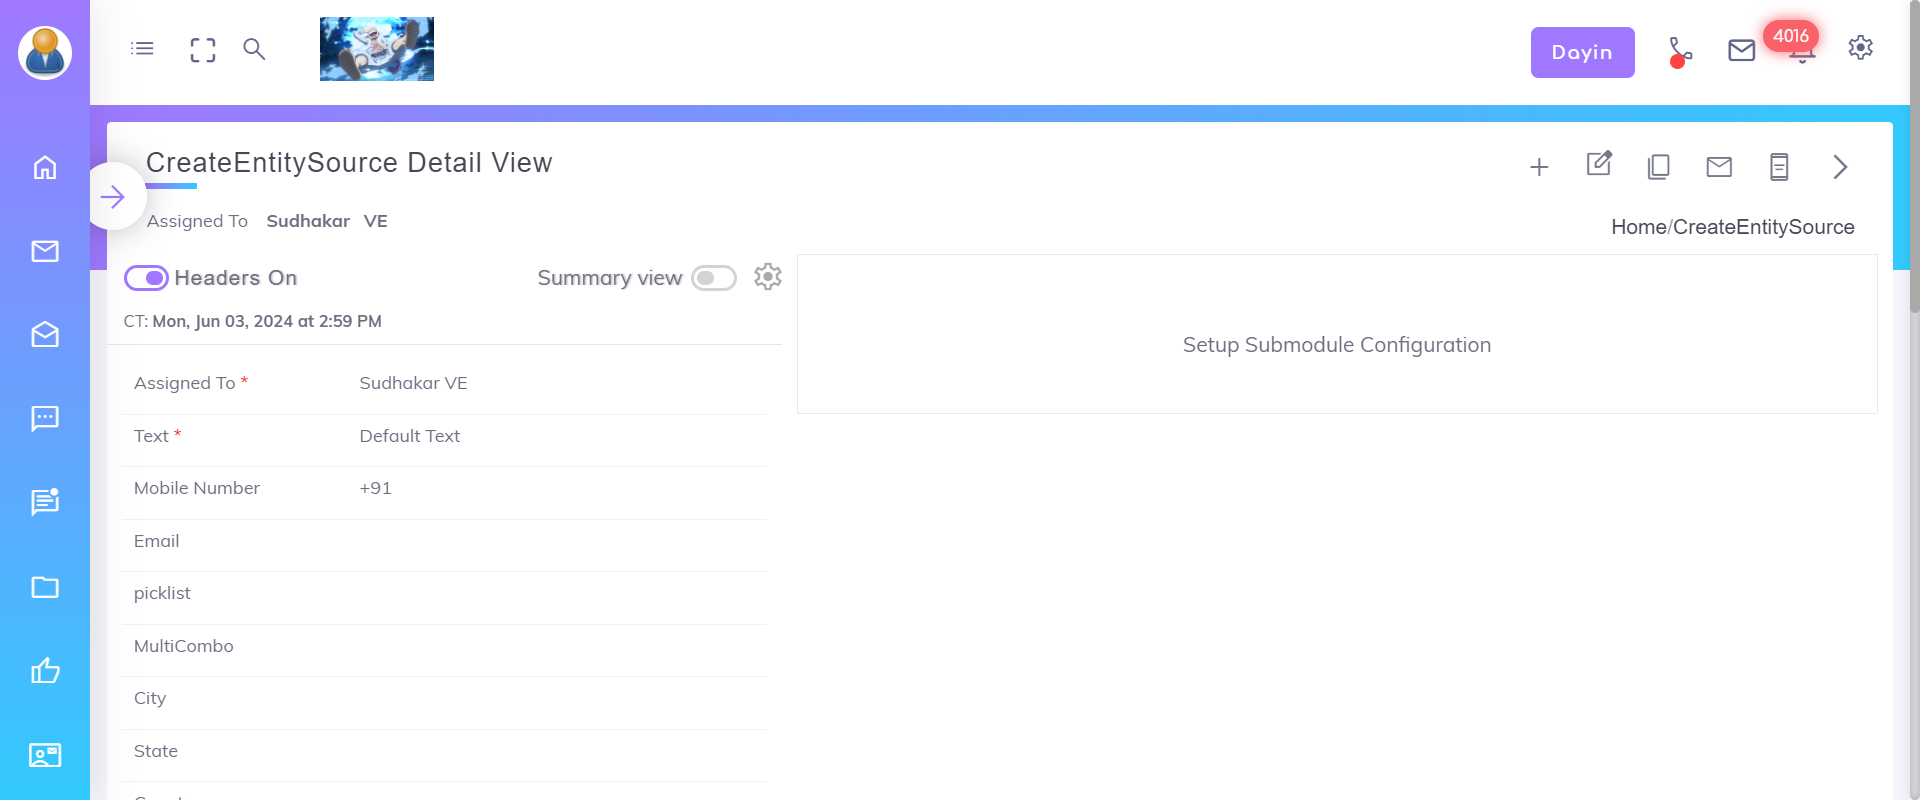 Dayin
4016
CreateEntitySource Detail View
Assigned To Sudhakar VE
Home/CreateEntitySource
Headers On
Summary view
CT: Mon, Jun 03, 2024 at 2:59 PM
Setup Submodule Configuration
Assigned To * Sudhakar VE
Text * Default Text
Mobile Number +91
Email
picklist
MultiCombo
City
State